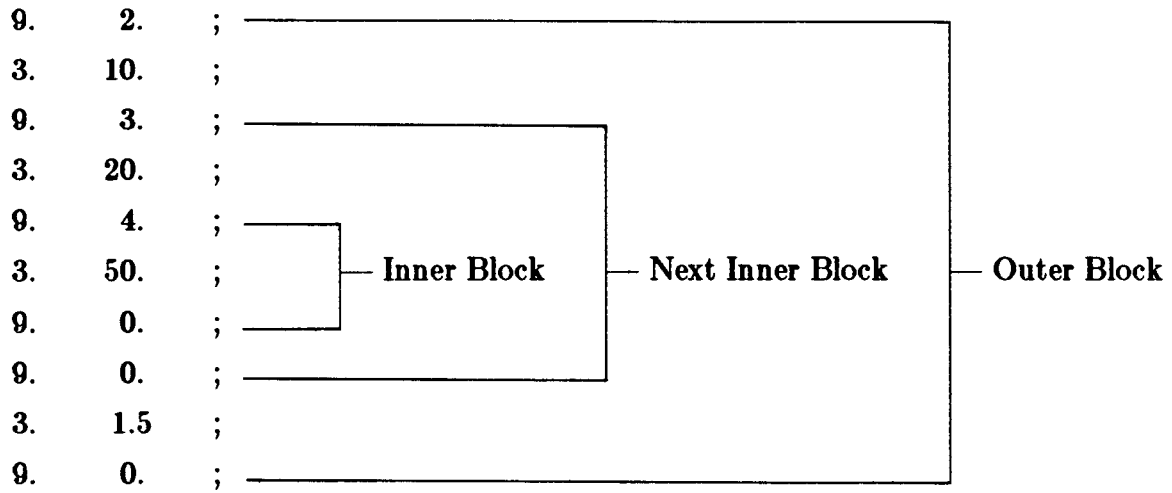 9. 2. ;
3. 10. ;
9. 3. ;
3. 20. ;
9. 4. ;
3. 50. ; Inner Block Next Inner Block Outer Block
9. 0. ;
9. 0. ;
3. 1.5 ;
9. 0. ;